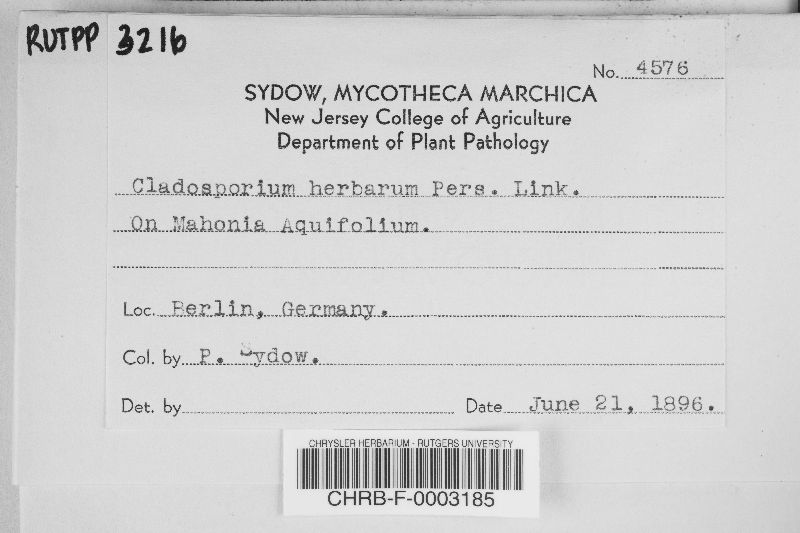 RUTPP 3216
No. 4576
SYDOW, MYCOTHECA MARCHICA
New Jersey College of Agriculture
Department of Plant Pathology
Cladosporium herbarum Pers. Link.
On Mahonia Aquifolium.
Loc. Berlin, Germany.
Col. by P. Sydow.
Det. by
Date June 21, 1896.
CHRYSLER HERBARIUM - RUTGERS UNIVERSITY
CHRB-F-0003185